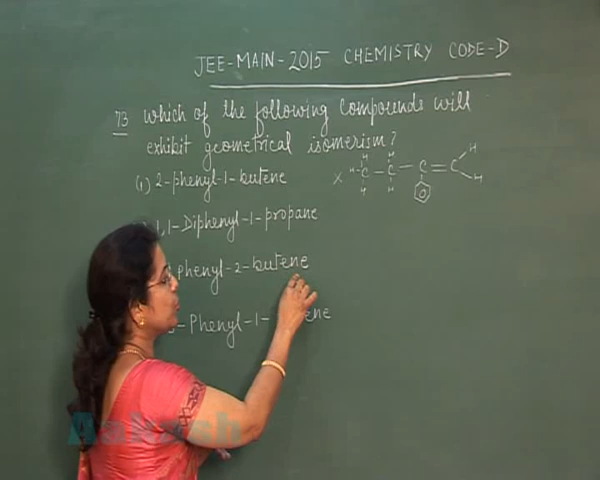 JEE-MAIN-2015 CHEMISTRY CODE-D
73 which of the following compounds will
exhibit geometrical isomerism?
(1) 2-phenyl-1-butene
1,1-Diphenyl-1-propane
Phenyl-2-butene
-Phenyl-1-
X H-C-C-C=C
H H H H H H
Aakash